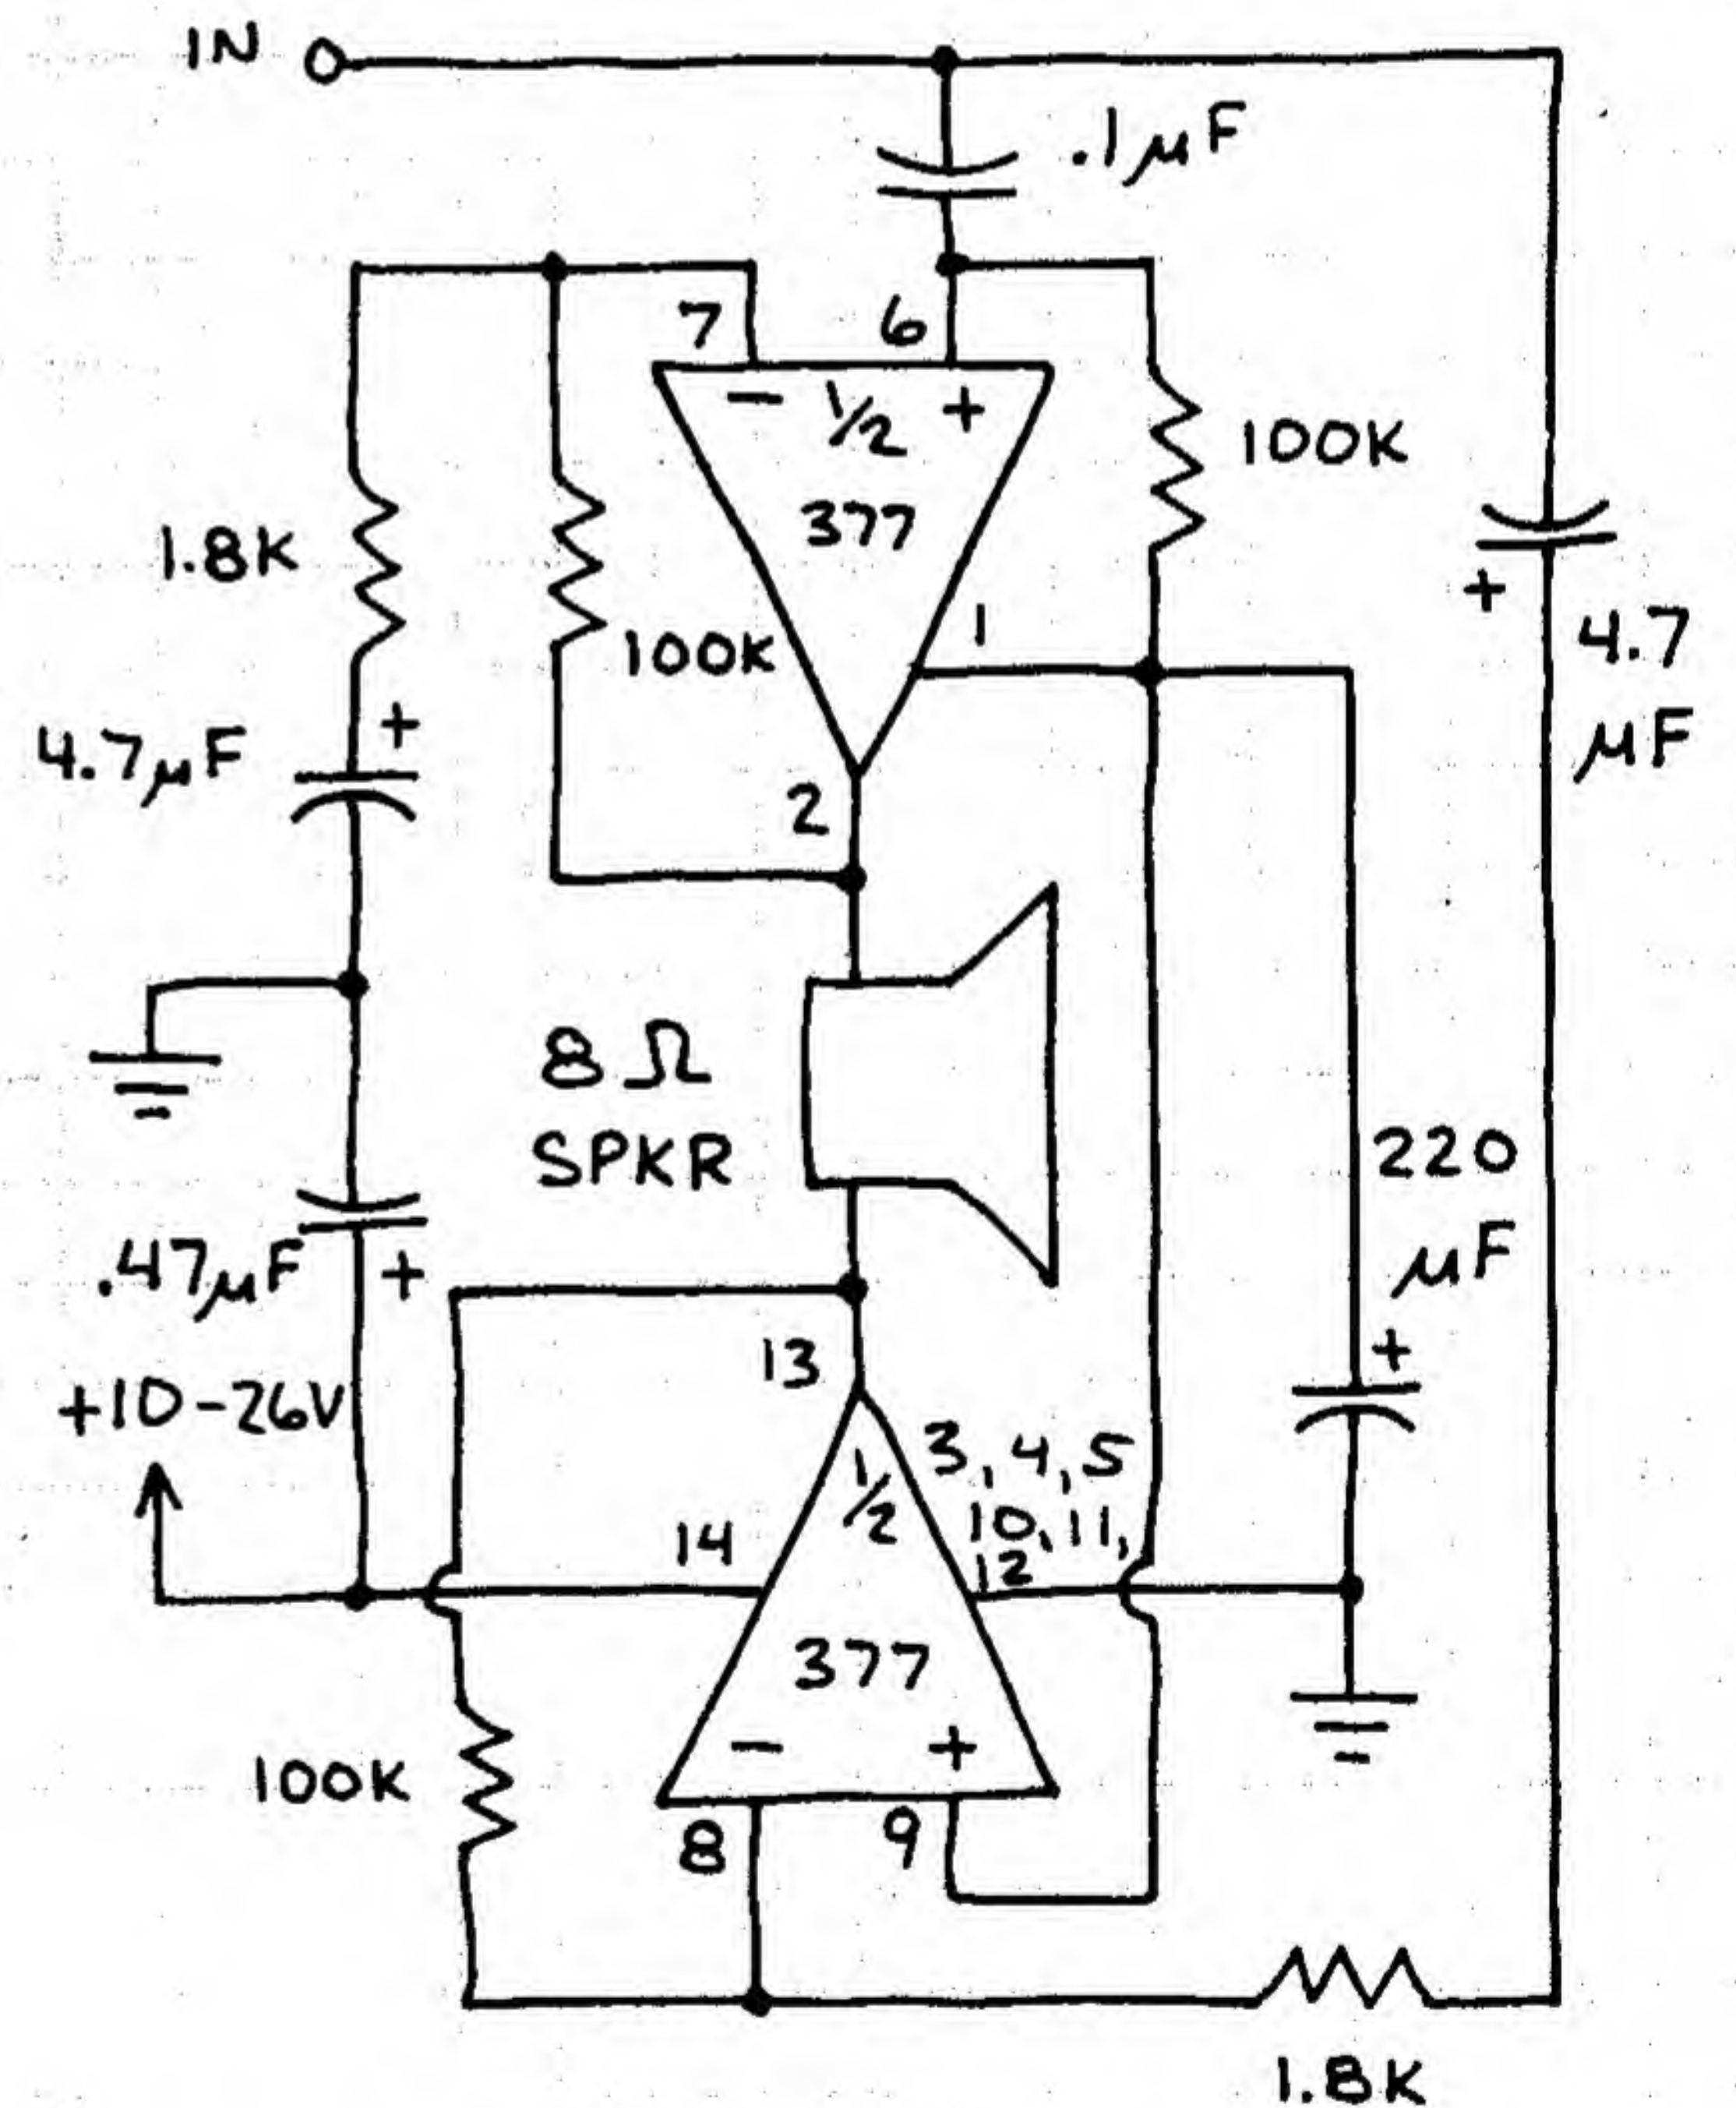 IN
.1µF
7
6
- ½ +
377
100K
1.8K
100K
1
+
4.7
µF
+
4.7µF
2
8 Ω
SPKR
220
µF
.47µF
+
+
13
+10-26V
3, 4, 5
10, 11,
12
½
14
377
- +
100K
8
9
1.8K